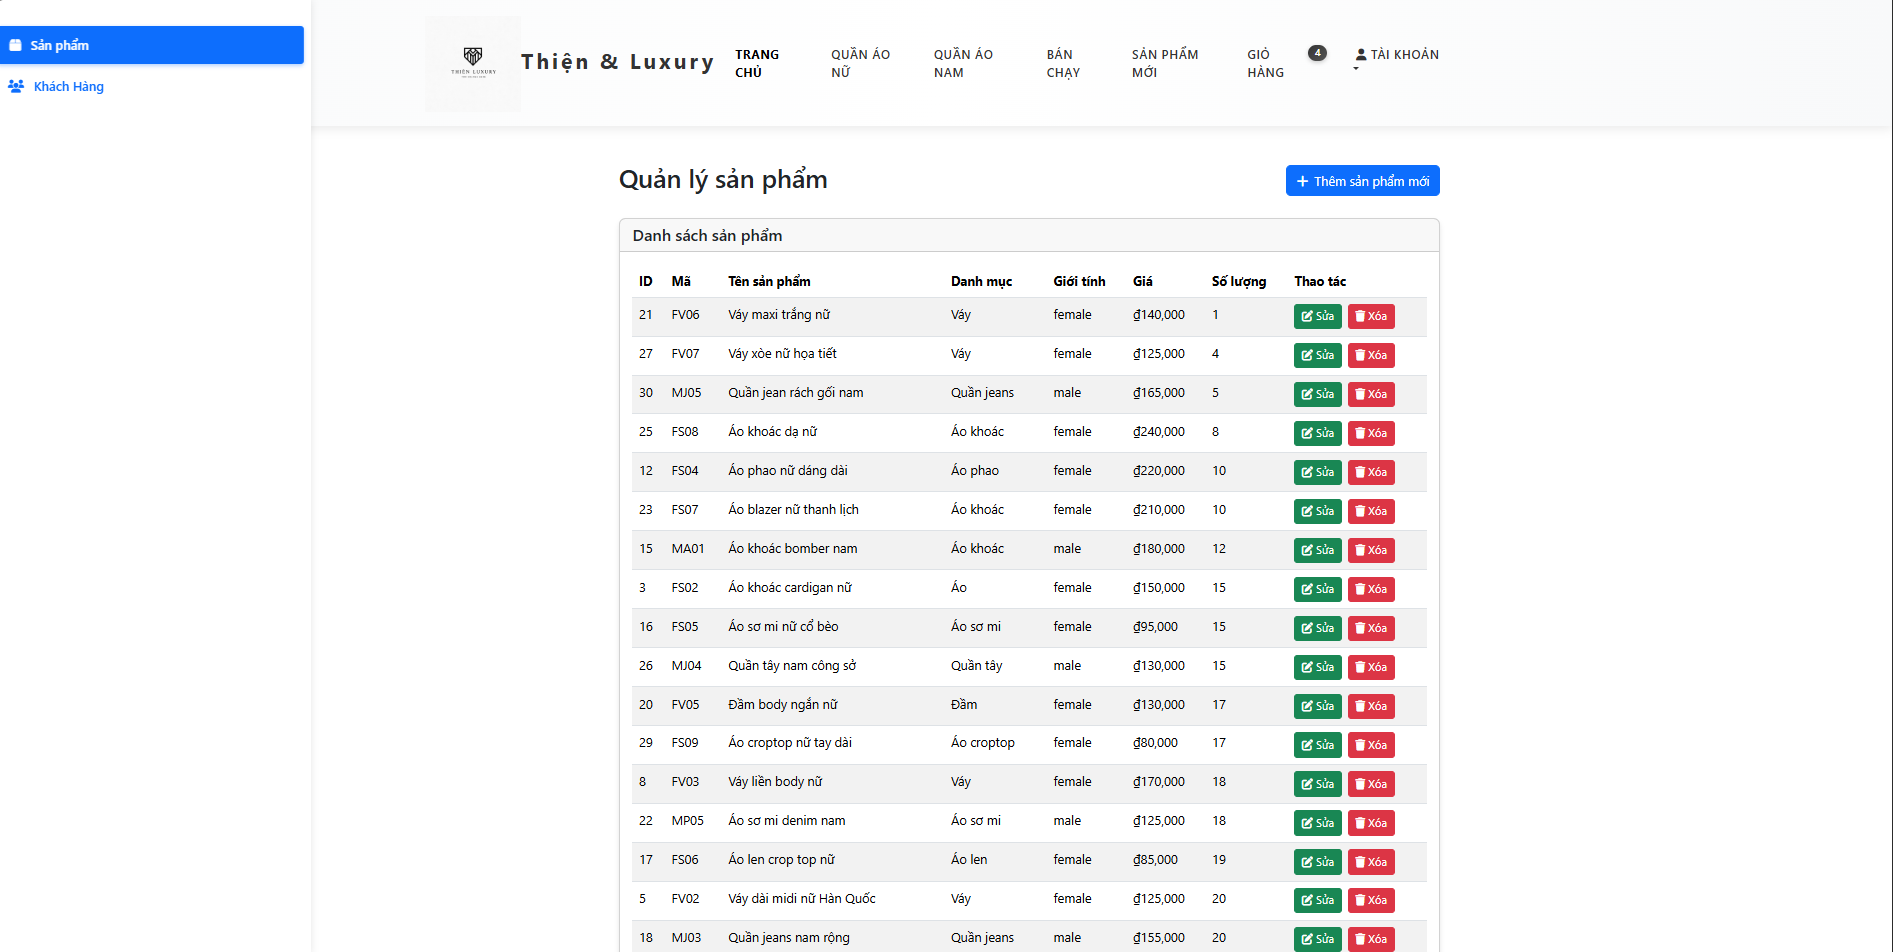 Sản phẩm
Khách Hàng
THIỆN LUXURY
Thiện & Luxury
TRANG CHỦ
QUẦN ÁO NỮ
QUẦN ÁO NAM
BÁN CHẠY
SẢN PHẨM MỚI
GIỎ HÀNG
4
TÀI KHOẢN
Quản lý sản phẩm
+ Thêm sản phẩm mới
Danh sách sản phẩm
ID Mã Tên sản phẩm Danh mục Giới tính Giá Số lượng Thao tác
21 FV06 Váy maxi trắng nữ Váy female ₫140,000 1 Sửa Xóa
27 FV07 Váy xòe nữ họa tiết Váy female ₫125,000 4 Sửa Xóa
30 MJ05 Quần jean rách gối nam Quần jeans male ₫165,000 5 Sửa Xóa
25 FS08 Áo khoác dạ nữ Áo khoác female ₫240,000 8 Sửa Xóa
12 FS04 Áo phao nữ dáng dài Áo phao female ₫220,000 10 Sửa Xóa
23 FS07 Áo blazer nữ thanh lịch Áo khoác female ₫210,000 10 Sửa Xóa
15 MA01 Áo khoác bomber nam Áo khoác male ₫180,000 12 Sửa Xóa
3 FS02 Áo khoác cardigan nữ Áo female ₫150,000 15 Sửa Xóa
16 FS05 Áo sơ mi nữ cổ bèo Áo sơ mi female ₫95,000 15 Sửa Xóa
26 MJ04 Quần tây nam công sở Quần tây male ₫130,000 15 Sửa Xóa
20 FV05 Đầm body ngắn nữ Đầm female ₫130,000 17 Sửa Xóa
29 FS09 Áo croptop nữ tay dài Áo croptop female ₫80,000 17 Sửa Xóa
8 FV03 Váy liền body nữ Váy female ₫170,000 18 Sửa Xóa
22 MP05 Áo sơ mi denim nam Áo sơ mi male ₫125,000 18 Sửa Xóa
17 FS06 Áo len crop top nữ Áo len female ₫85,000 19 Sửa Xóa
5 FV02 Váy dài midi nữ Hàn Quốc Váy female ₫125,000 20 Sửa Xóa
18 MJ03 Quần jeans nam rộng Quần jeans male ₫155,000 20 Sửa Xóa